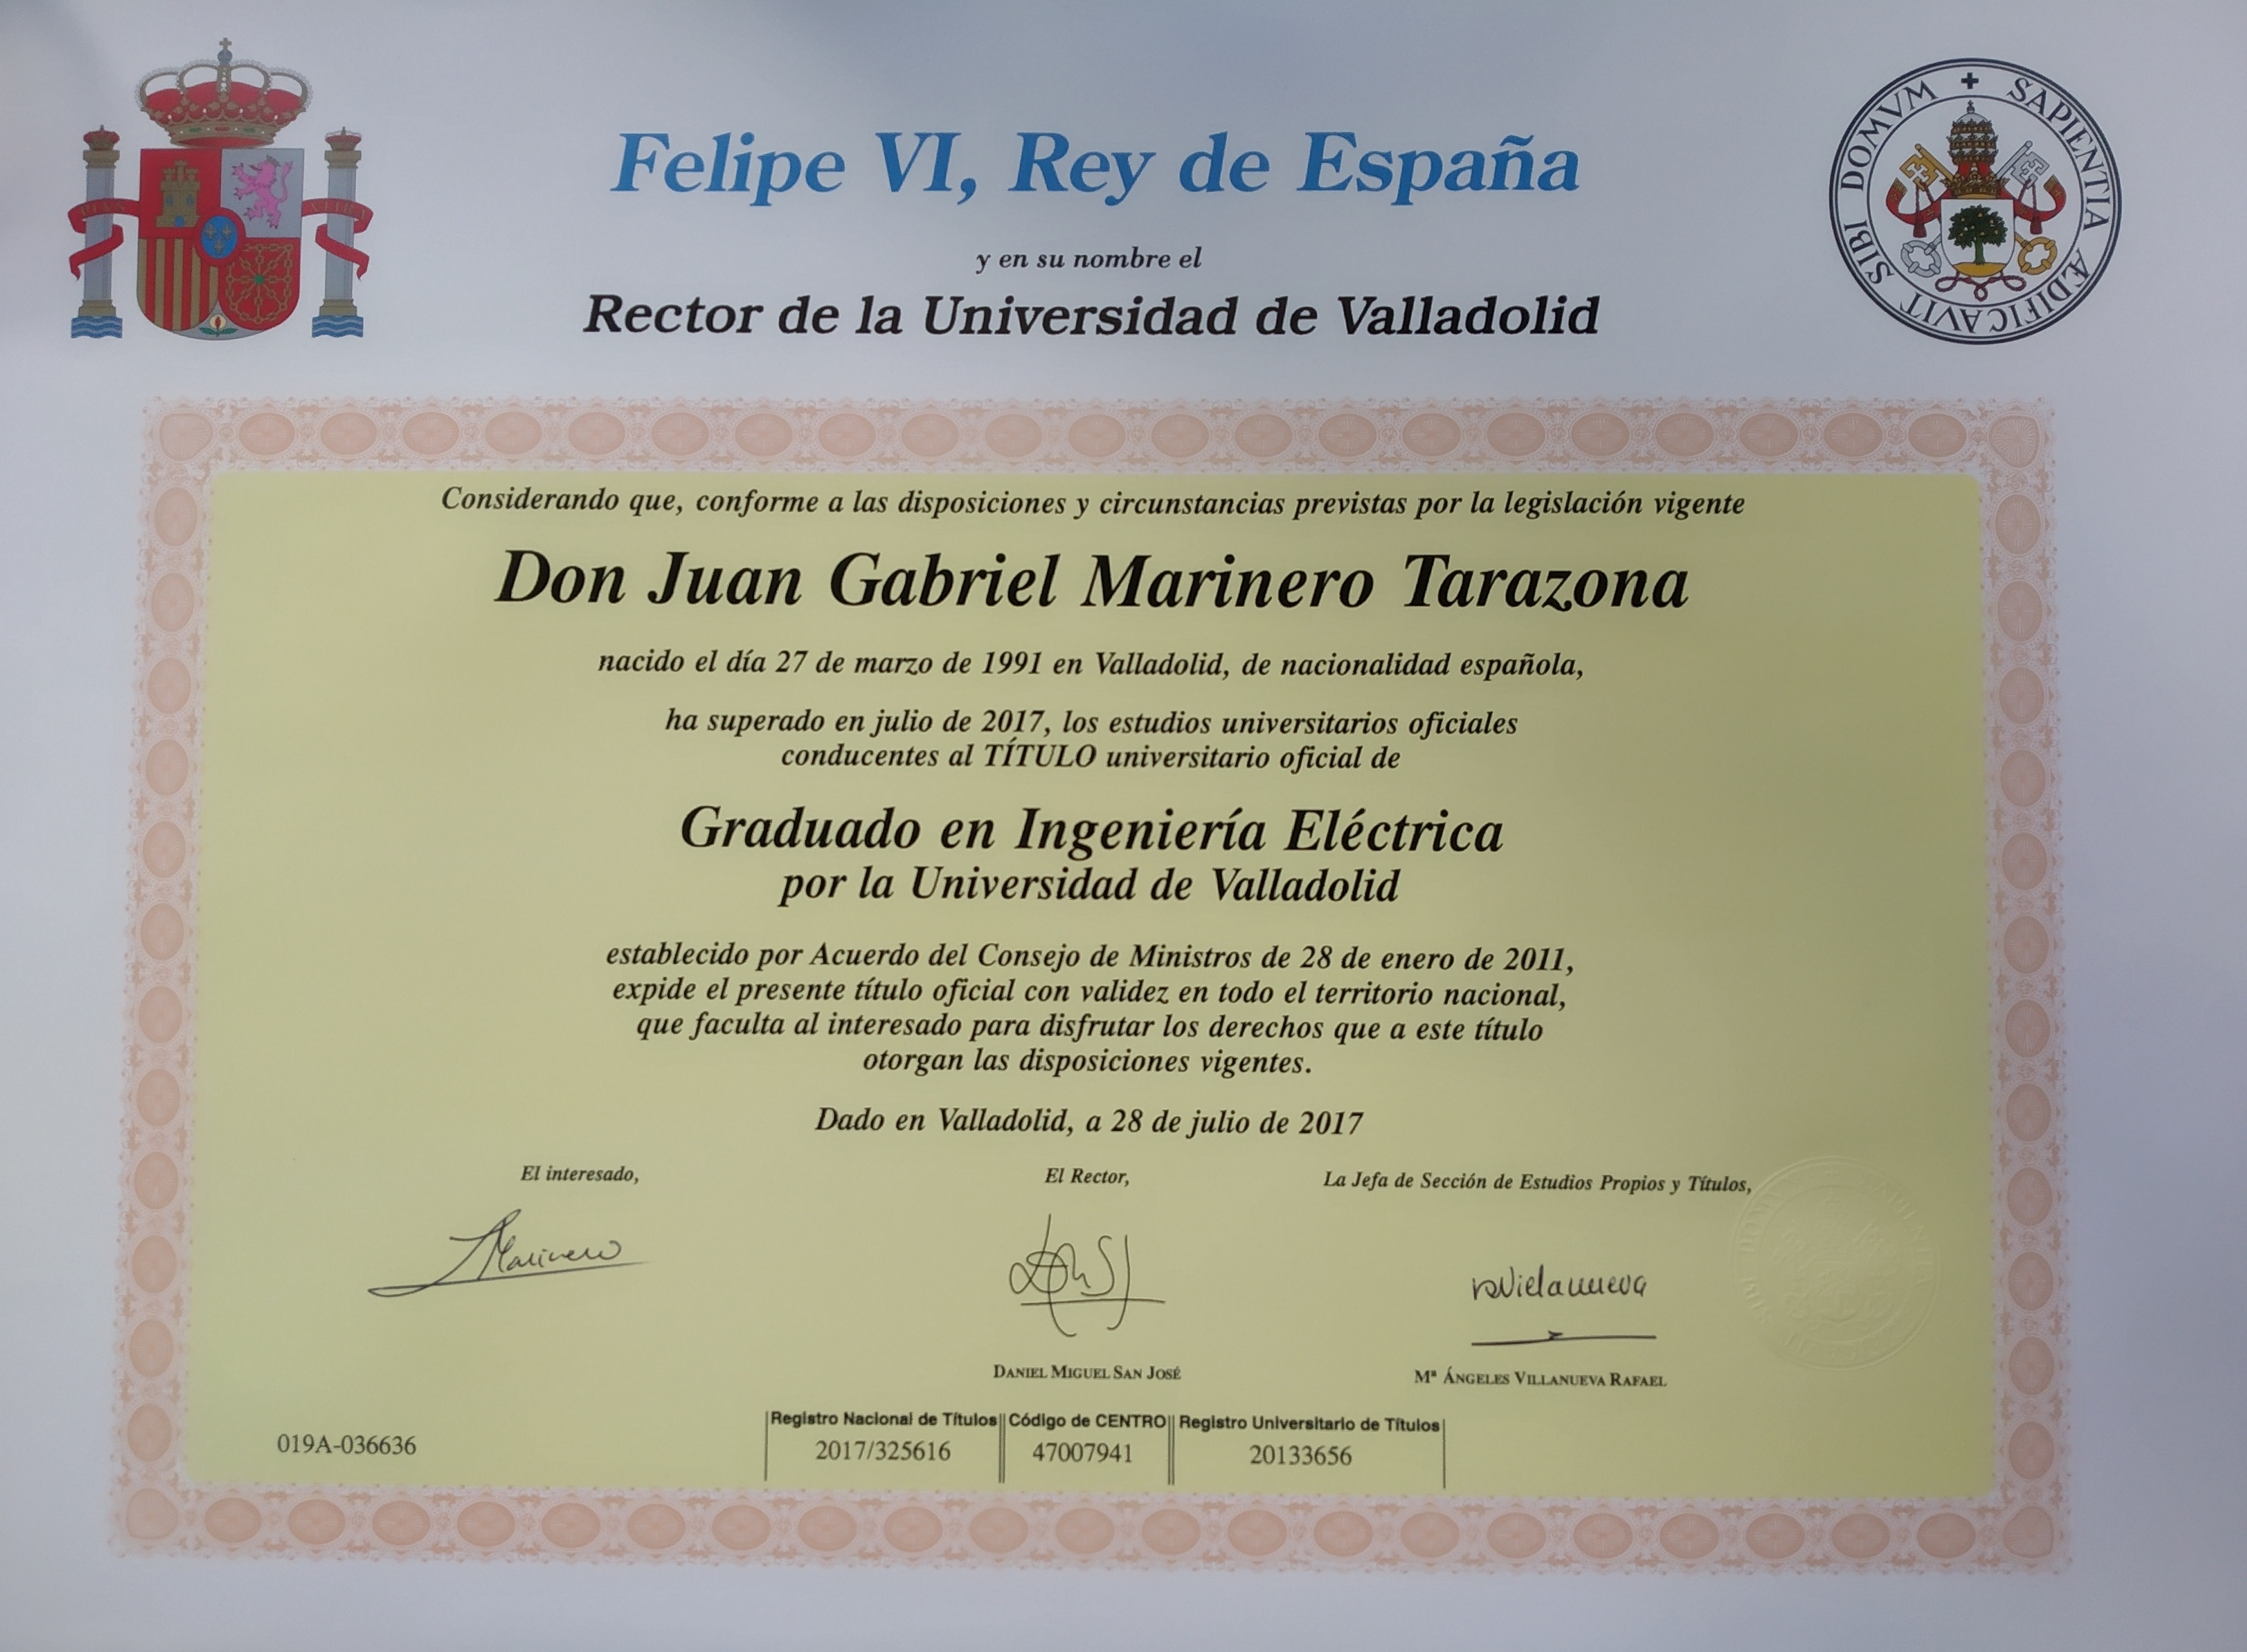 Felipe VI, Rey de España
y en su nombre el
Rector de la Universidad de Valladolid
SIBI DOMVM + SAPIENTIA ÆDIFICAVIT
Considerando que, conforme a las disposiciones y circunstancias previstas por la legislación vigente
Don Juan Gabriel Marinero Tarazona
nacido el día 27 de marzo de 1991 en Valladolid, de nacionalidad española,
ha superado en julio de 2017, los estudios universitarios oficiales
conducentes al TÍTULO universitario oficial de
Graduado en Ingeniería Eléctrica
por la Universidad de Valladolid
establecido por Acuerdo del Consejo de Ministros de 28 de enero de 2011,
expide el presente título oficial con validez en todo el territorio nacional,
que faculta al interesado para disfrutar los derechos que a este título
otorgan las disposiciones vigentes.
Dado en Valladolid, a 28 de julio de 2017
El interesado,
El Rector,
La Jefa de Sección de Estudios Propios y Títulos,
Marinero
Villanueva
DANIEL MIGUEL SAN JOSÉ
Mª ÁNGELES VILLANUEVA RAFAEL
019A-036636
Registro Nacional de Títulos
2017/325616
Código de CENTRO
47007941
Registro Universitario de Títulos
20133656